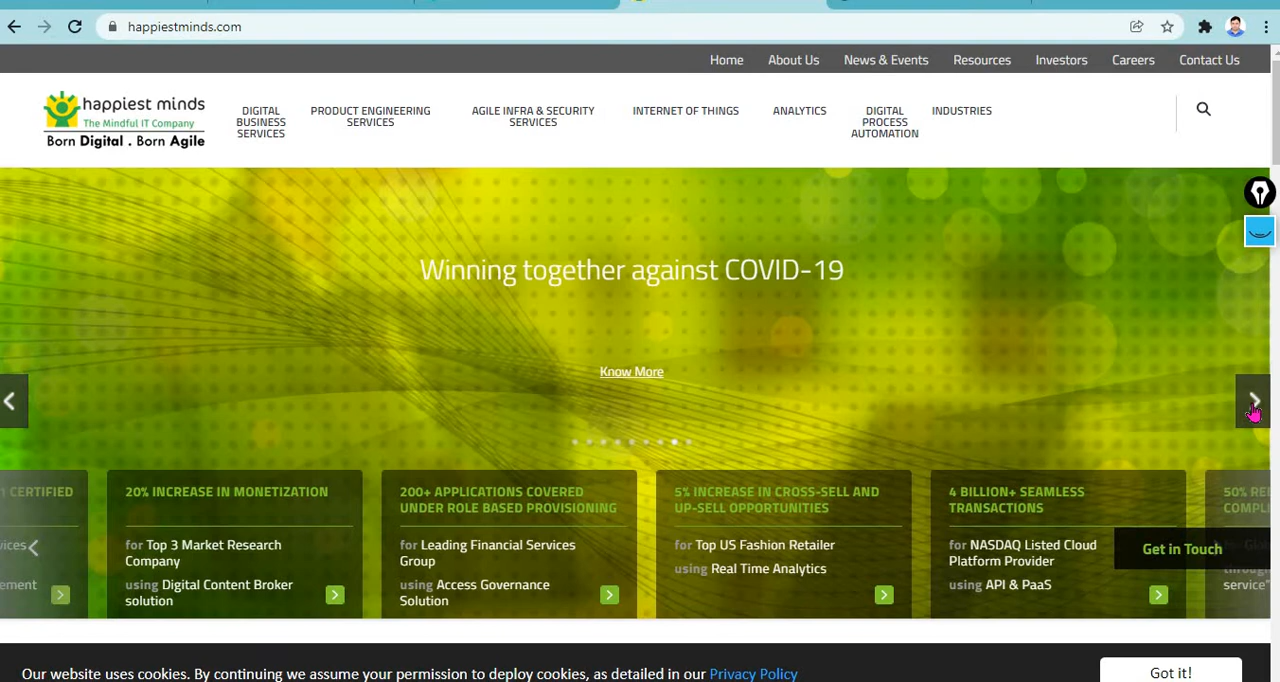 happiestminds.com
Home About Us News & Events Resources Investors Careers Contact Us
happiest minds
The Mindful IT Company
Born Digital . Born Agile
DIGITAL
BUSINESS
SERVICES
PRODUCT ENGINEERING
SERVICES
AGILE INFRA & SECURITY
SERVICES
INTERNET OF THINGS
ANALYTICS
DIGITAL
PROCESS
AUTOMATION
INDUSTRIES
Winning together against COVID-19
Know More
CERTIFIED
20% INCREASE IN MONETIZATION
for Top 3 Market Research
Company
using Digital Content Broker
solution
200+ APPLICATIONS COVERED
UNDER ROLE BASED PROVISIONING
for Leading Financial Services
Group
using Access Governance
Solution
5% INCREASE IN CROSS-SELL AND
UP-SELL OPPORTUNITIES
for Top US Fashion Retailer
using Real Time Analytics
4 BILLION+ SEAMLESS
TRANSACTIONS
for NASDAQ Listed Cloud
Platform Provider
using API & PaaS
50%
service"
Get in Touch
Our website uses cookies. By continuing we assume your permission to deploy cookies, as detailed in our Privacy Policy
Got it!